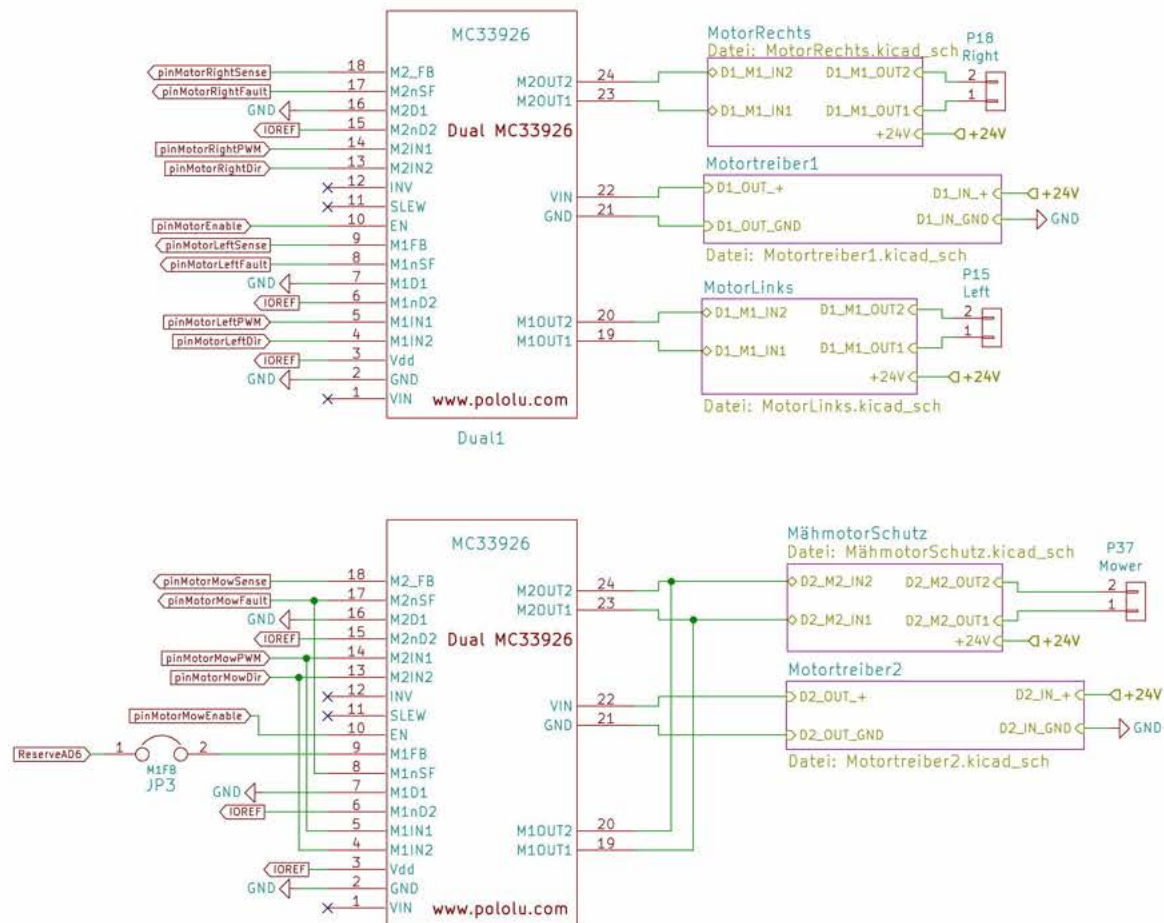 MC33926
pinMotorRightSense 18 M2_FB
pinMotorRightFault 17 M2nSF
GND 16 M2D1
IOREF 15 M2nD2
pinMotorRightPWM 14 M2IN1
pinMotorRightDir 13 M2IN2
12 INV
11 SLEW
pinMotorEnable 10 EN
pinMotorLeftSense 9 M1FB
pinMotorLeftFault 8 M1nSF
GND 7 M1D1
IOREF 6 M1nD2
pinMotorLeftPWM 5 M1IN1
pinMotorLeftDir 4 M1IN2
IOREF 3 Vdd
GND 2 GND
1 VIN
Dual MC33926
www.pololu.com
Dual1
M2OUT2 24
M2OUT1 23
VIN 22
GND 21
M1OUT2 20
M1OUT1 19
MotorRechts
Datei: MotorRechts.kicad_sch
D1_M1_IN2 D1_M1_OUT2
D1_M1_IN1 D1_M1_OUT1
+24V +24V
P18
Right
2
1
Motortreiber1
D1_OUT_+ D1_IN_+ +24V
D1_OUT_GND D1_IN_GND GND
Datei: Motortreiber1.kicad_sch
MotorLinks
D1_M1_IN2 D1_M1_OUT2
D1_M1_IN1 D1_M1_OUT1
+24V +24V
Datei: MotorLinks.kicad_sch
P15
Left
2
1
MC33926
pinMotorMowSense 18 M2_FB
pinMotorMowFault 17 M2nSF
GND 16 M2D1
IOREF 15 M2nD2
pinMotorMowPWM 14 M2IN1
pinMotorMowDir 13 M2IN2
12 INV
11 SLEW
pinMotorMowEnable 10 EN
ReserveAD6 1 2 9 M1FB
M1FB
JP3
8 M1nSF
GND 7 M1D1
IOREF 6 M1nD2
5 M1IN1
4 M1IN2
IOREF 3 Vdd
GND 2 GND
1 VIN
Dual MC33926
www.pololu.com
M2OUT2 24
M2OUT1 23
VIN 22
GND 21
M1OUT2 20
M1OUT1 19
MähmotorSchutz
Datei: MähmotorSchutz.kicad_sch
D2_M2_IN2 D2_M2_OUT2
D2_M2_IN1 D2_M2_OUT1
+24V +24V
P37
Mower
2
1
Motortreiber2
D2_OUT_+ D2_IN_+ +24V
D2_OUT_GND D2_IN_GND GND
Datei: Motortreiber2.kicad_sch